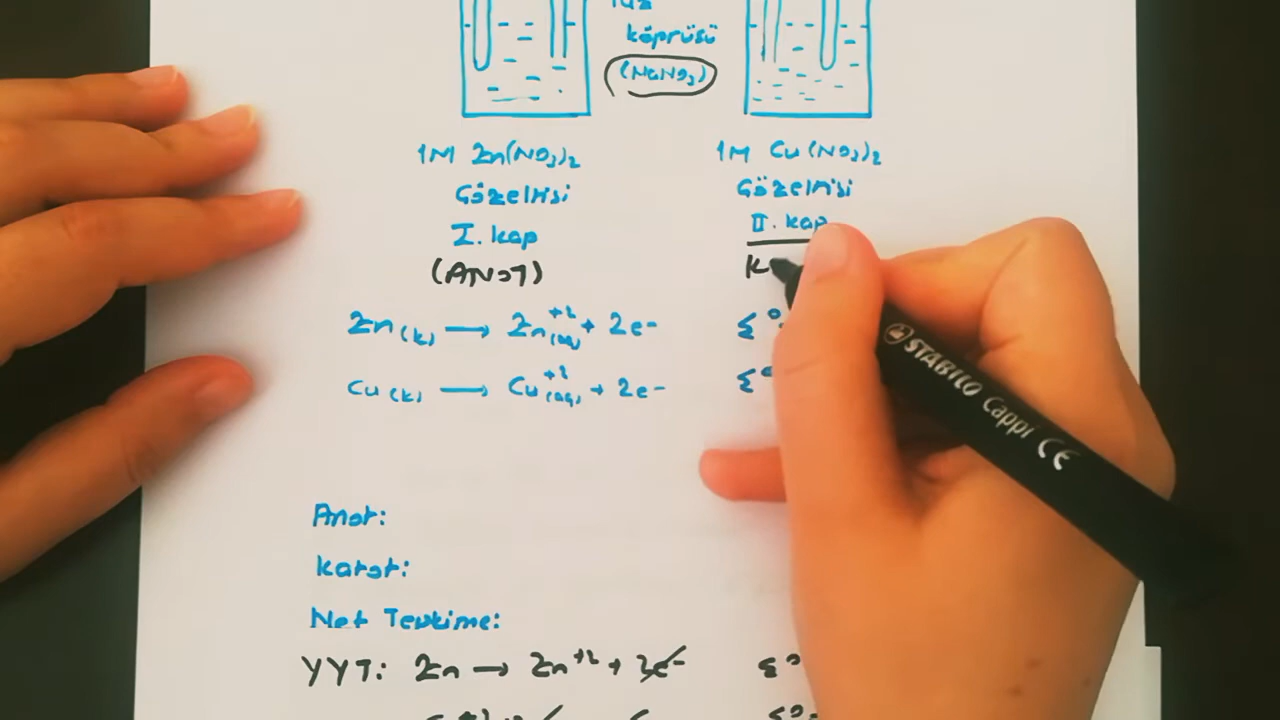 köprüsü
(NaNO3)
1M Zn(NO3)2
1M Cu(NO3)2
Çözeltisi
Çözeltisi
I. kap
II. kap
(ANOT)
Zn(k) → Zn+2(aq) + 2e-
Cu(k) → Cu+2(aq) + 2e-
STABILO Cappi CE
Anot:
Katot:
Net Tepkime:
YYT: Zn → Zn+2 + 2e-